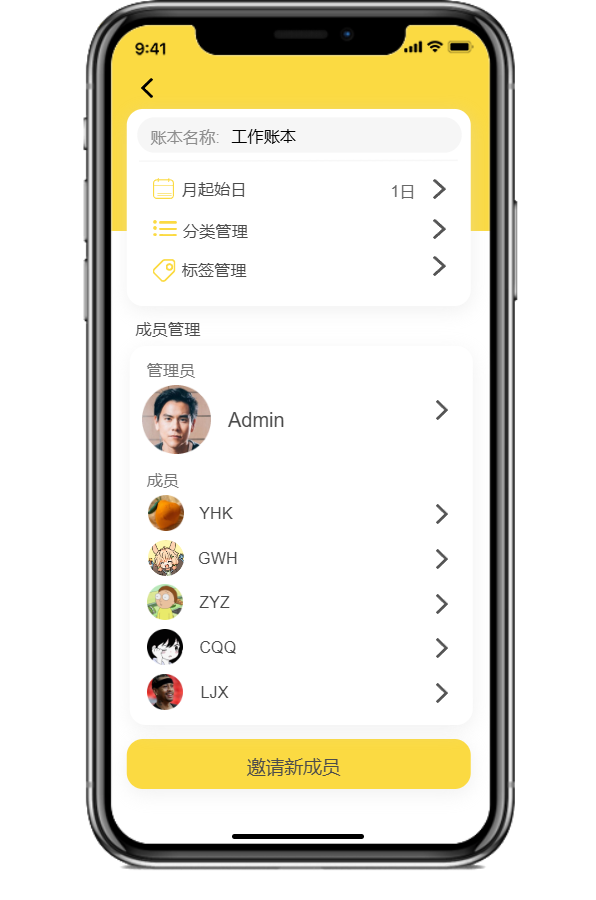 9:41
账本名称: 工作账本
月起始日 1日
分类管理
标签管理
成员管理
管理员
Admin
成员
YHK
GWH
ZYZ
CQQ
LJX
邀请新成员